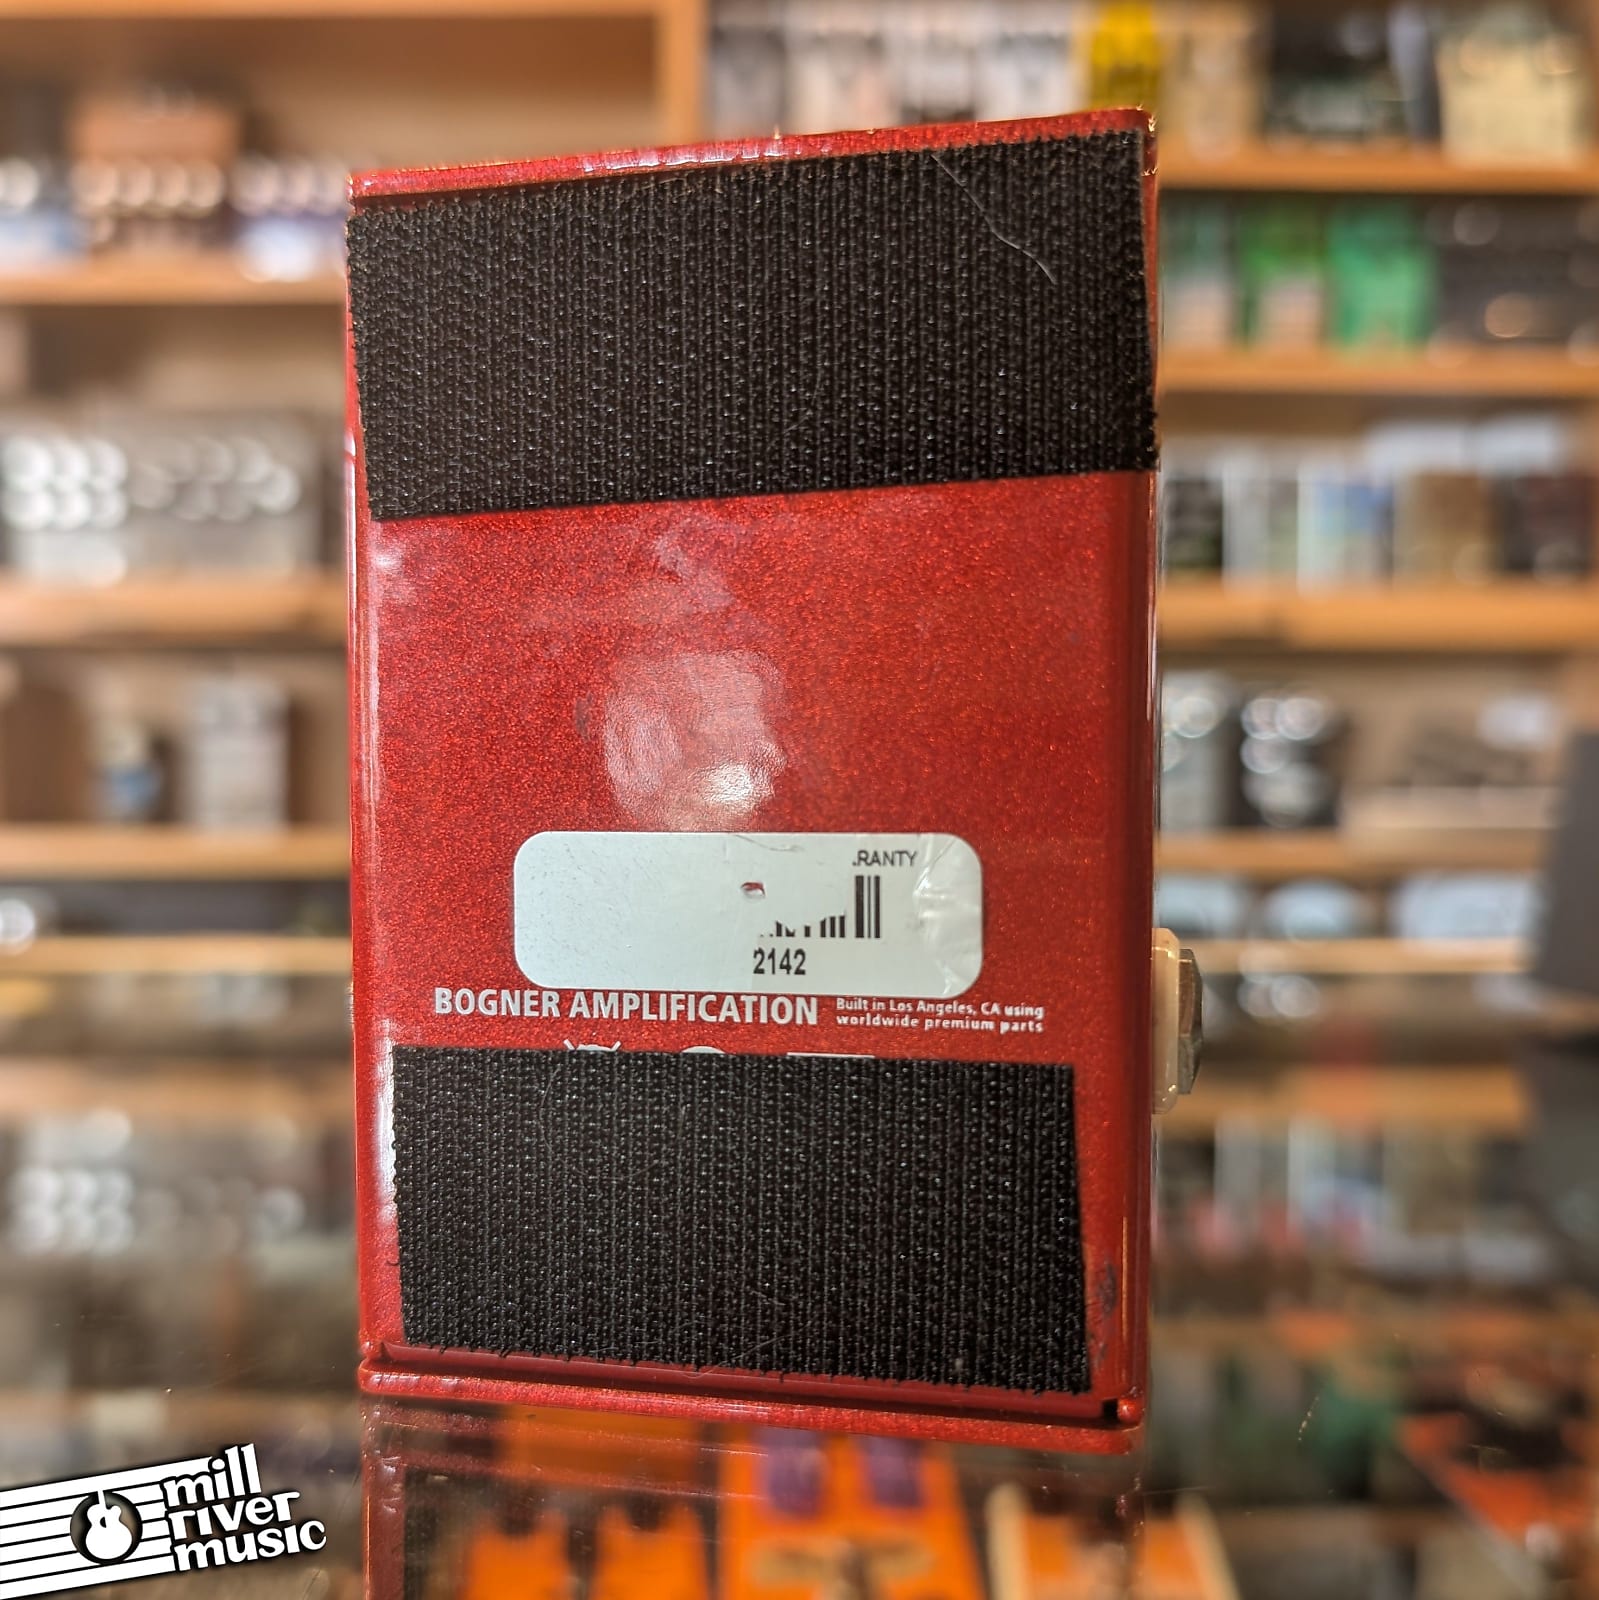 .RANTY
2142
BOGNER AMPLIFICATION
Built in Los Angeles, CA using
worldwide premium parts
mill
river
music